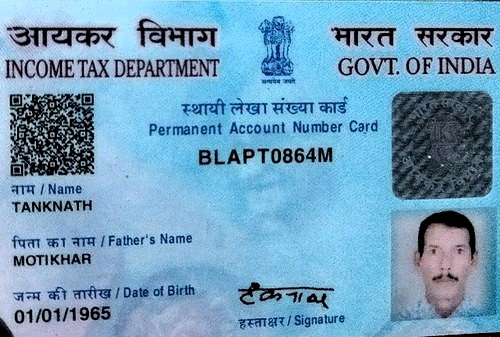 आयकर विभाग
INCOME TAX DEPARTMENT
भारत सरकार
GOVT. OF INDIA
सत्यमेव जयते
स्थायी लेखा संख्या कार्ड
Permanent Account Number Card
BLAPT0864M
नाम / Name
TANKNATH
पिता का नाम / Father's Name
MOTIKHAR
जन्म की तारीख / Date of Birth
01/01/1965
टंकनाथ
हस्ताक्षर / Signature